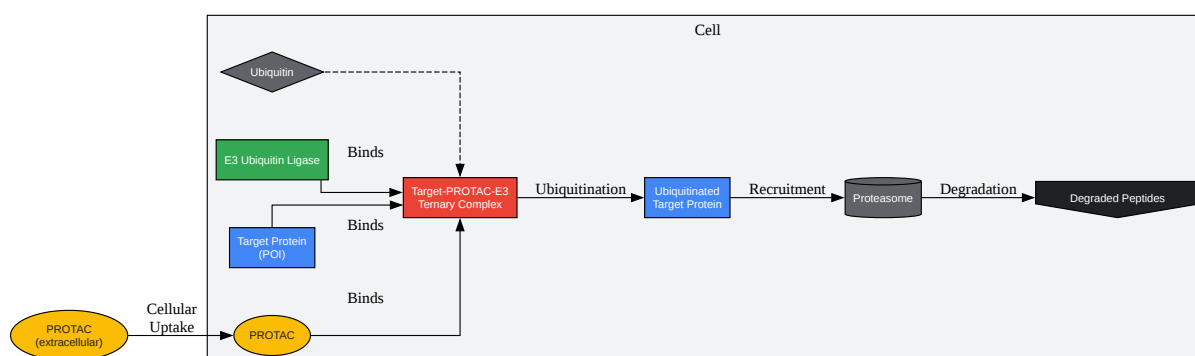 Cell
Ubiquitin
E3 Ubiquitin Ligase
Binds
Target-PROTAC-E3
Ternary Complex
Ubiquitination
Ubiquitinated
Target Protein
Recruitment
Proteasome
Degradation
Degraded Peptides
Binds
Target Protein
(POI)
Binds
Cellular
Uptake
PROTAC
(extracellular)
PROTAC